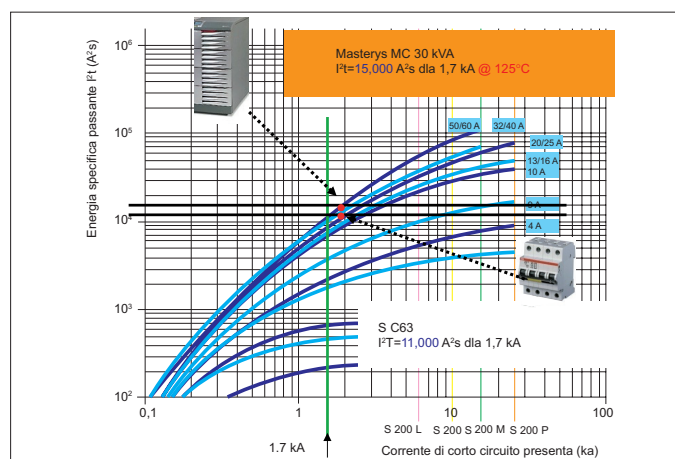 Energia specifica passante I²t (A²s)
10⁶
10⁵
10⁴
10³
10²
Masterys MC 30 kVA
I²t=15,000 A²s dla 1,7 kA @ 125°C
50/60 A
32/40 A
20/25 A
13/16 A
10 A
4 A
S C63
I²T=11,000 A²s dla 1,7 kA
0,1
1
10
100
S 200 L
S 200 S
S 200 M
S 200 P
1.7 kA
Corrente di corto circuito presenta (ka)